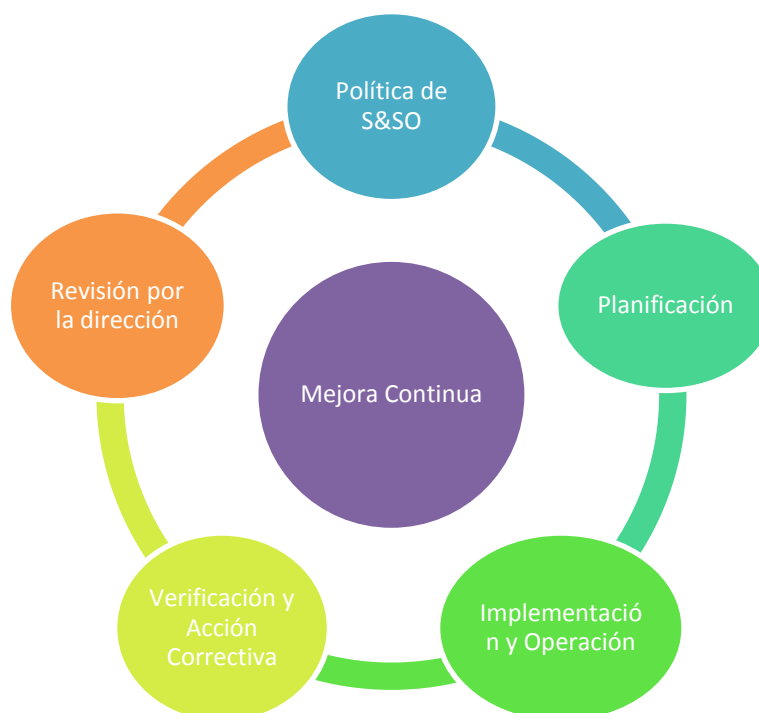 Política de
S&SO
Planificación
Implementació
n y Operación
Verificación y
Acción
Correctiva
Revisión por
la dirección
Mejora Continua